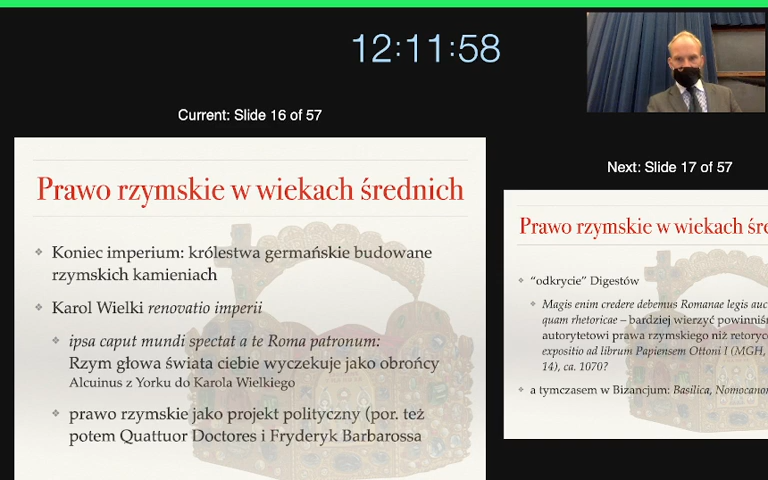 12:11:58
Current: Slide 16 of 57
Prawo rzymskie w wiekach średnich
Koniec imperium: królestwa germańskie budowane
rzymskich kamieniach
Karol Wielki renovatio imperii
ipsa caput mundi spectat a te Roma patronum:
Rzym głowa świata ciebie wyczekuje jako obrońcy
Alcuinus z Yorku do Karola Wielkiego
prawo rzymskie jako projekt polityczny (por. też
potem Quattuor Doctores i Fryderyk Barbarossa
Next: Slide 17 of 57
Prawo rzymskie w wiekach śre
"odkrycie" Digestów
Magis enim credere debemus Romanae legis auc
quam rhetoricae – bardziej wierzyć powinniśm
autorytetowi prawa rzymskiego niż retoryce
expositio ad librum Papiensem Ottoni I (MGH,
14), ca. 1070?
a tymczasem w Bizancjum: Basilica, Nomocanon